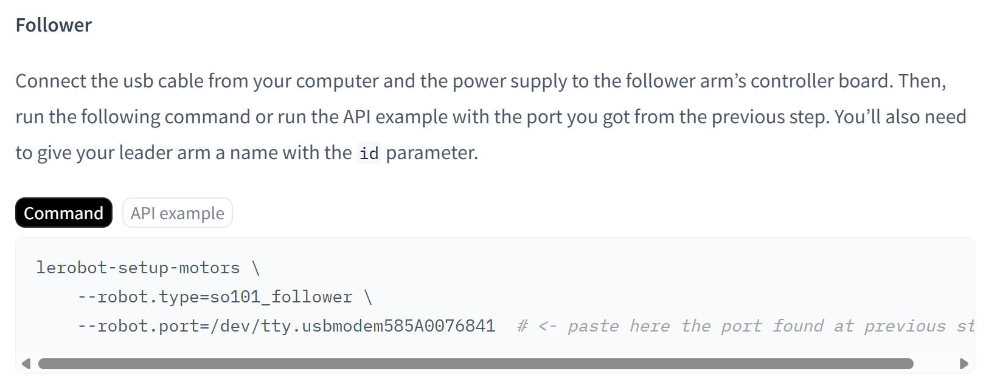 Follower
Connect the usb cable from your computer and the power supply to the follower arm’s controller board. Then,
run the following command or run the API example with the port you got from the previous step. You’ll also need
to give your leader arm a name with the id parameter.
Command API example
lerobot-setup-motors \
    --robot.type=so101_follower \
    --robot.port=/dev/tty.usbmodem585A0076841  # <- paste here the port found at previous st